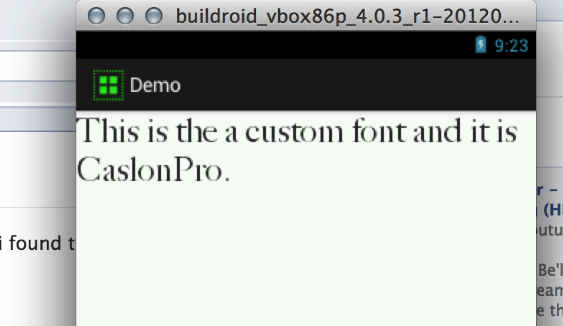 buildroid_vbox86p_4.0.3_r1-20120...
9:23
Demo
This is the a custom font and it is
CaslonPro.
i found t
r –
(H
outu
Be'l
ream
e th